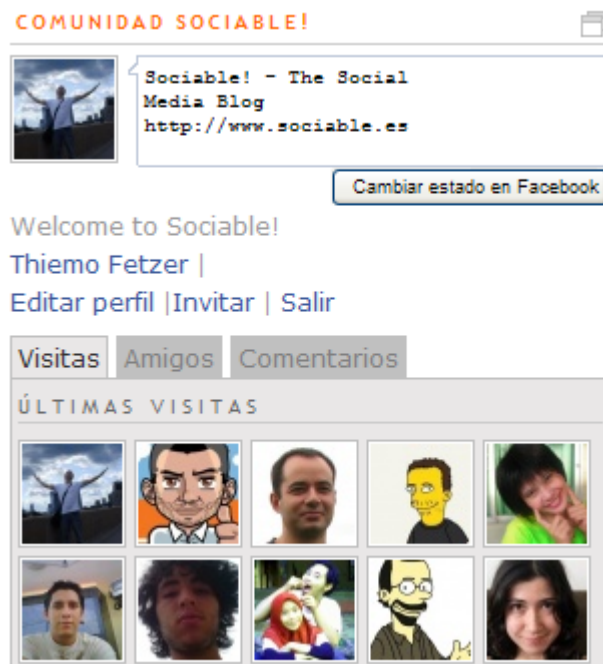 COMUNIDAD SOCIABLE!
Sociable! - The Social
Media Blog
http://www.sociable.es
Cambiar estado en Facebook
Welcome to Sociable!
Thiemo Fetzer |
Editar perfil |Invitar | Salir
Visitas Amigos Comentarios
ÚLTIMAS VISITAS